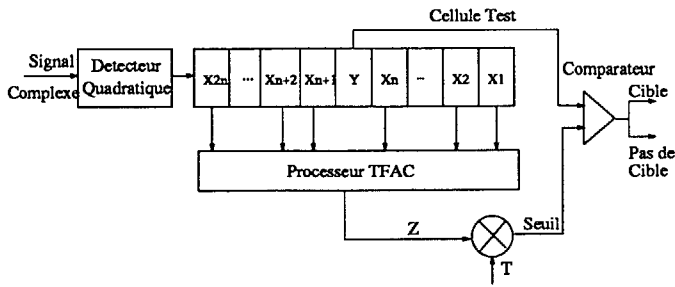 Cellule Test
Signal
Complexe
Detecteur
Quadratique
X2n ... Xn+2 Xn+1 Y Xn ... X2 X1
Comparateur
Cible
Pas de
Cible
Processeur TFAC
Z
Seuil
T